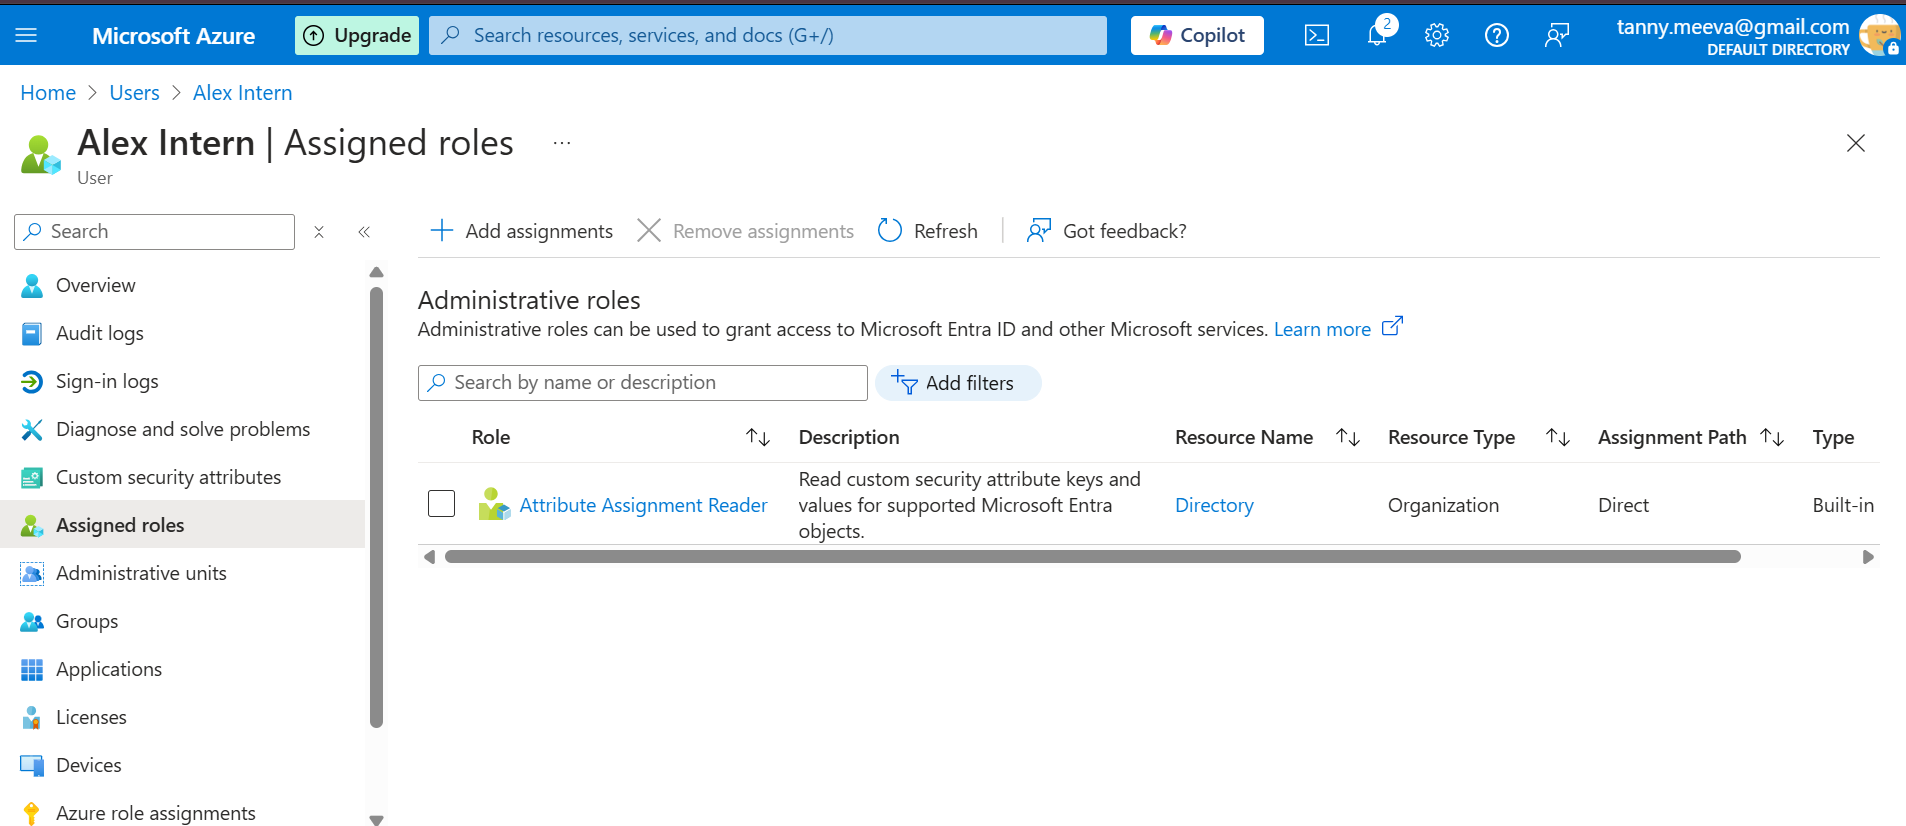 Microsoft Azure
Upgrade
Search resources, services, and docs (G+/)
Copilot
2
tanny.meeva@gmail.com
DEFAULT DIRECTORY
Home > Users > Alex Intern
Alex Intern | Assigned roles ...
User
Search
Add assignments
Remove assignments
Refresh
Got feedback?
Overview
Audit logs
Sign-in logs
Diagnose and solve problems
Custom security attributes
Assigned roles
Administrative units
Groups
Applications
Licenses
Devices
Azure role assignments
Administrative roles
Administrative roles can be used to grant access to Microsoft Entra ID and other Microsoft services. Learn more
Search by name or description
Add filters
Role Description Resource Name Resource Type Assignment Path Type
Attribute Assignment Reader
Read custom security attribute keys and
values for supported Microsoft Entra
objects.
Directory
Organization
Direct
Built-in